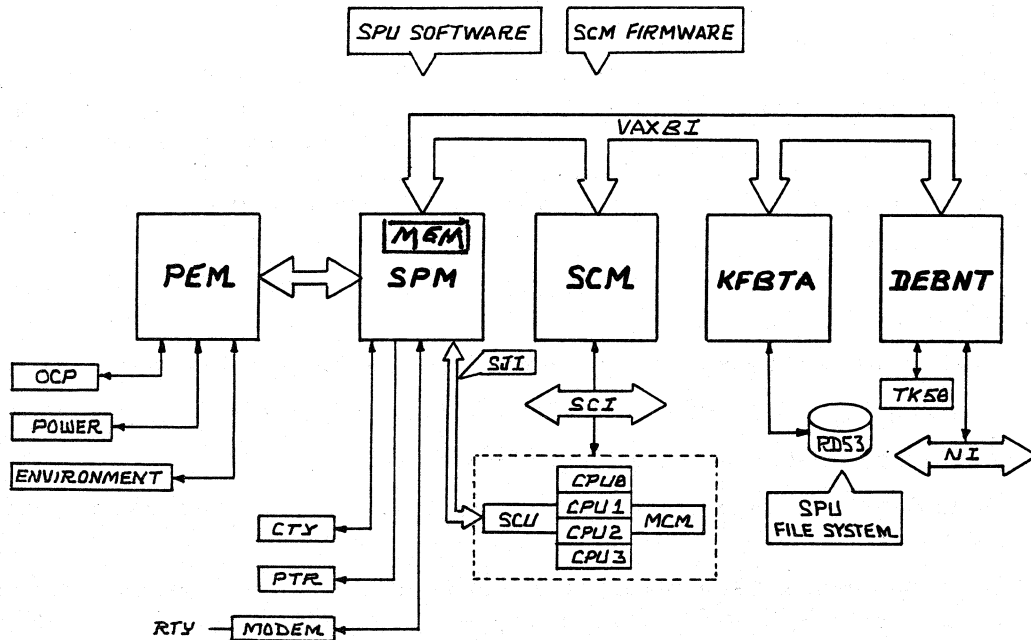 SPU SOFTWARE
SCM FIRMWARE
VAXBI
MEM
PEM
SPM
SCM
KFBTA
DEBNT
SJI
OCP
TK50
SCI
POWER
RD53
NI
ENVIRONMENT
CPU0
CPU1
SCU
MCM
CPU2
CPU3
SPU
FILE SYSTEM
CTY
PTR
RTY
MODEM